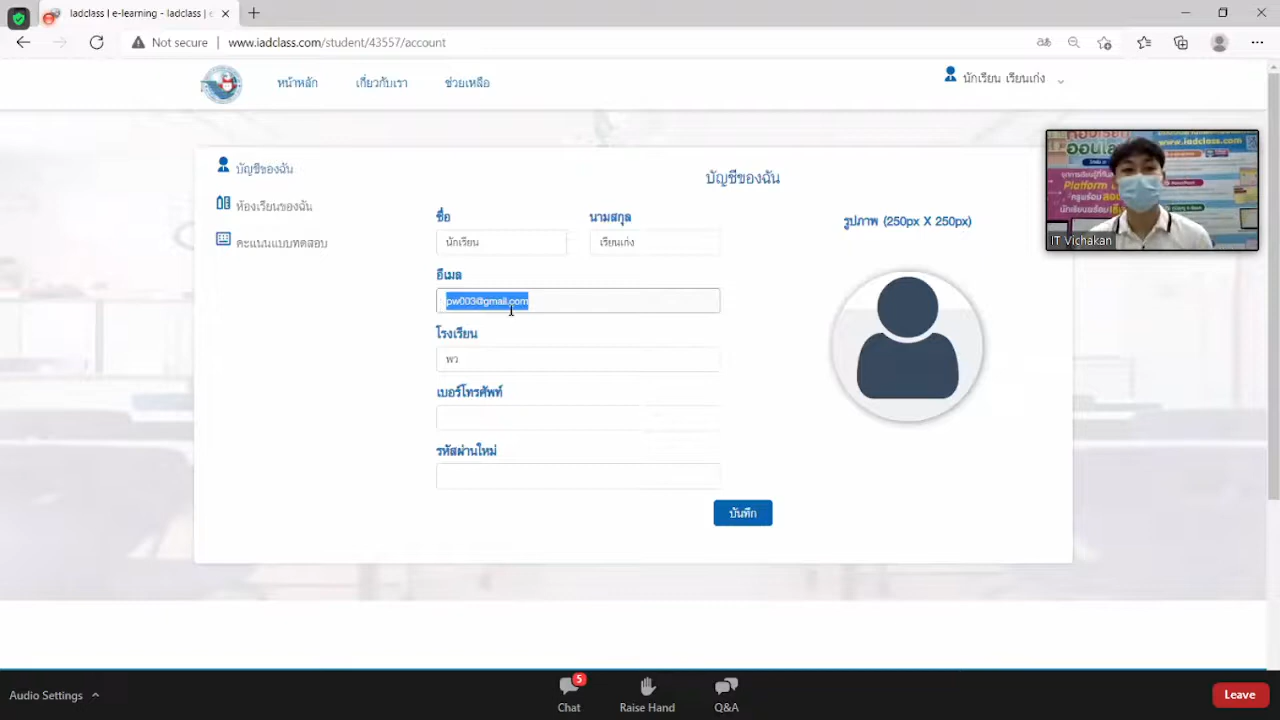 Iadclass | e-learning - iadclass | e
Not secure
www.iadclass.com/student/43557/account
หน้าหลัก
เกี่ยวกับเรา
ช่วยเหลือ
นักเรียน เรียนเก่ง
บัญชีของฉัน
ห้องเรียนของฉัน
คะแนนแบบทดสอบ
บัญชีของฉัน
ชื่อ
นามสกุล
นักเรียน
เรียนเก่ง
อีเมล
pw003@gmail.com
โรงเรียน
พว
เบอร์โทรศัพท์
รหัสผ่านใหม่
บันทึก
รูปภาพ (250px X 250px)
ออนไล
www.iadclass.com
Platform
IT Vichakan
Audio Settings
5
Chat
Raise Hand
Q&A
Leave